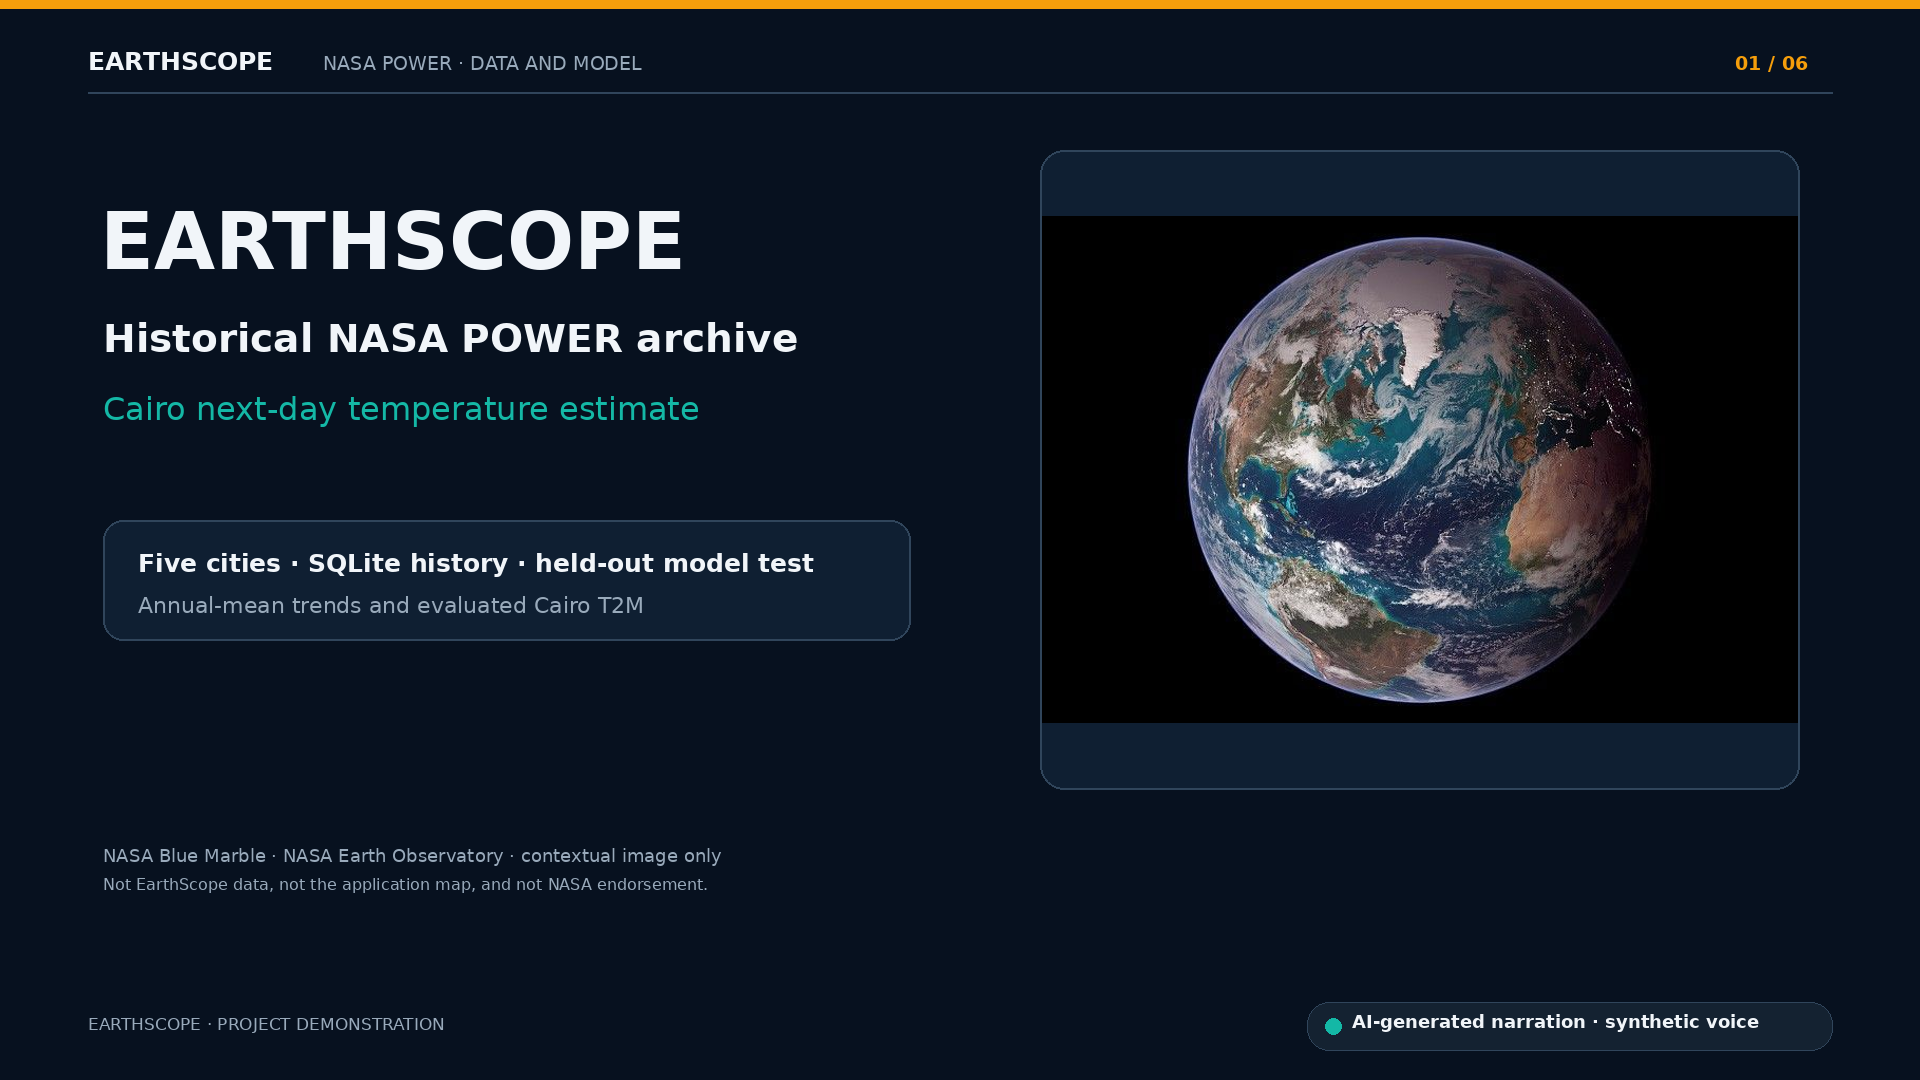 EARTHSCOPE NASA POWER · DATA AND MODEL 01 / 06
EARTHSCOPE
Historical NASA POWER archive
Cairo next-day temperature estimate
Five cities · SQLite history · held-out model test
Annual-mean trends and evaluated Cairo T2M
NASA Blue Marble · NASA Earth Observatory · contextual image only
Not EarthScope data, not the application map, and not NASA endorsement.
EARTHSCOPE · PROJECT DEMONSTRATION
AI-generated narration · synthetic voice